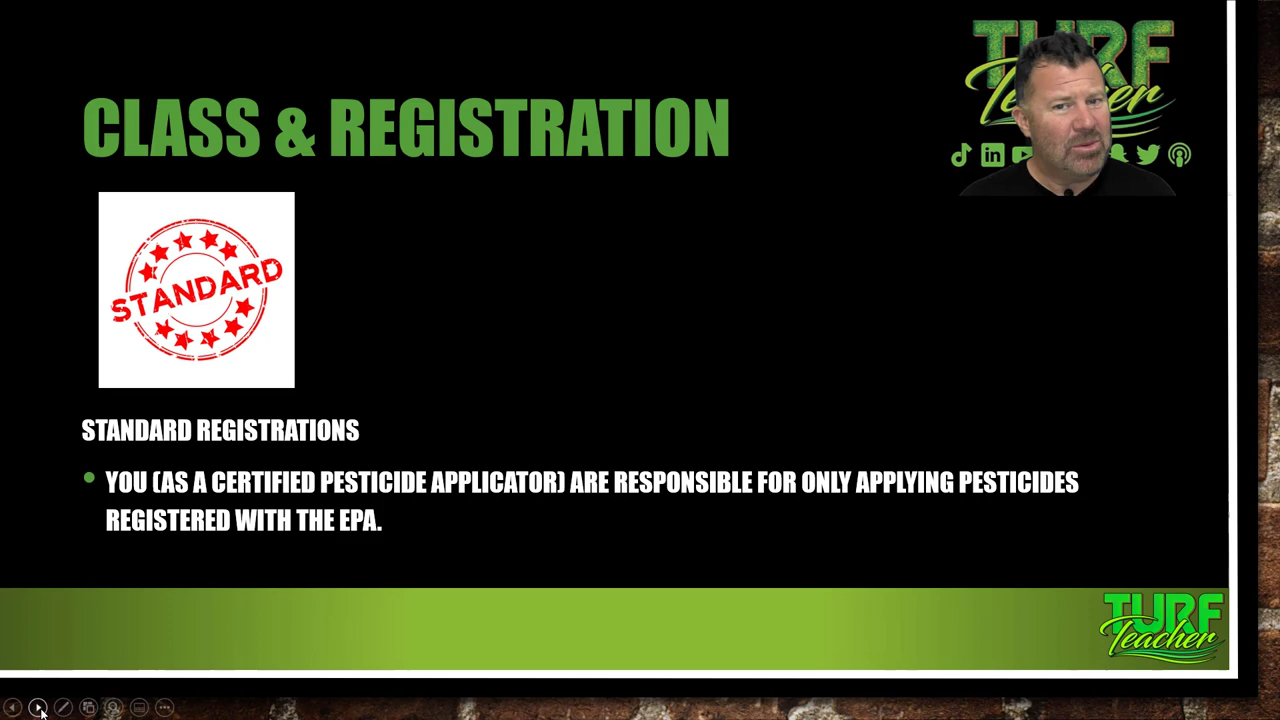 TURF
Teacher
CLASS & REGISTRATION
STANDARD
STANDARD REGISTRATIONS
YOU (AS A CERTIFIED PESTICIDE APPLICATOR) ARE RESPONSIBLE FOR ONLY APPLYING PESTICIDES
REGISTERED WITH THE EPA.
TURF
Teacher